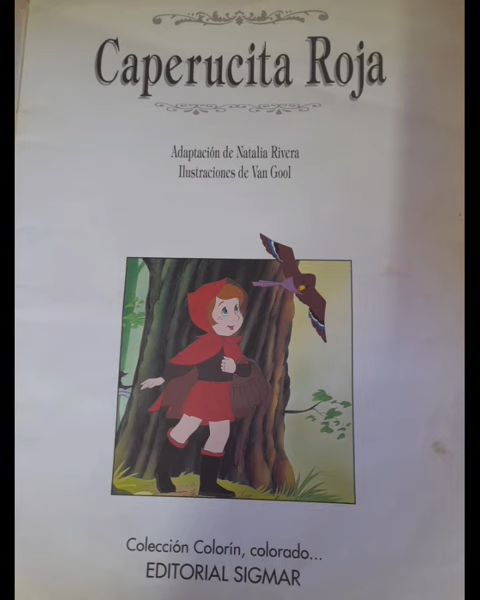 Caperucita Roja
Adaptación de Natalia Rivera
Ilustraciones de Van Gool
Colección Colorín, colorado...
EDITORIAL SIGMAR